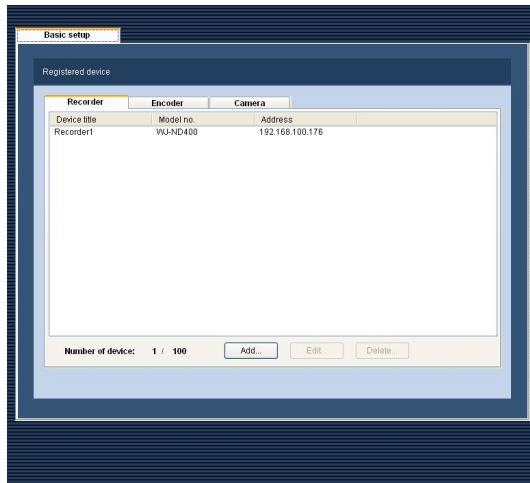 Basic setup
Registered device
Recorder Encoder Camera
Device title Model no. Address
Recorder1 WJ-ND400 192.168.100.176
Number of device: 1 / 100 Add... Edit... Delete...